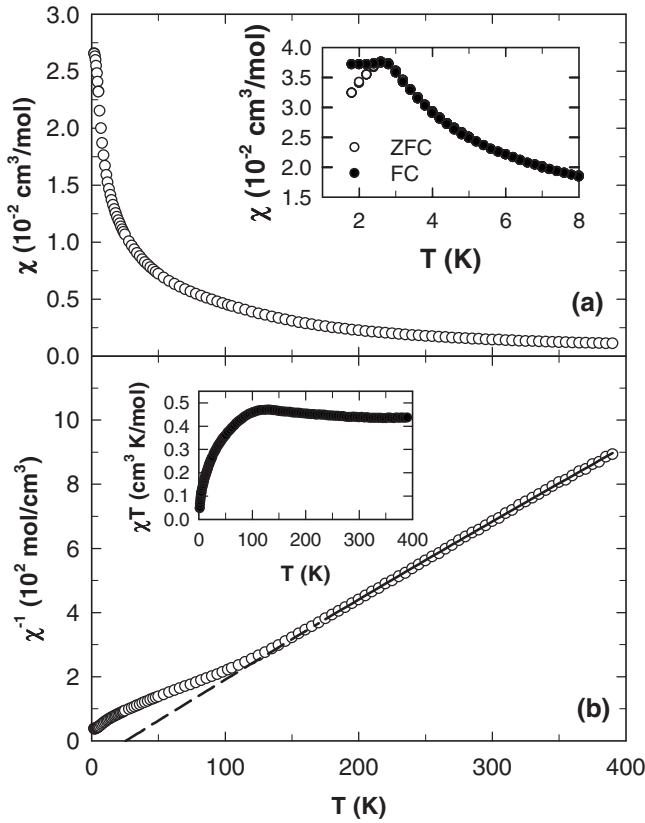 3.0
2.5
2.0
1.5
1.0
0.5
0.0
χ (10⁻² cm³/mol)
4.0
3.5
3.0
2.5
2.0
1.5
χ (10⁻² cm³/mol)
ZFC
FC
2 4 6 8
T (K)
(a)
10
8
6
4
2
0
χ⁻¹ (10² mol/cm³)
0.5
0.4
0.3
0.2
0.1
0.0
χT (cm³ K/mol)
0 100 200 300 400
T (K)
(b)
0 100 200 300 400
T (K)